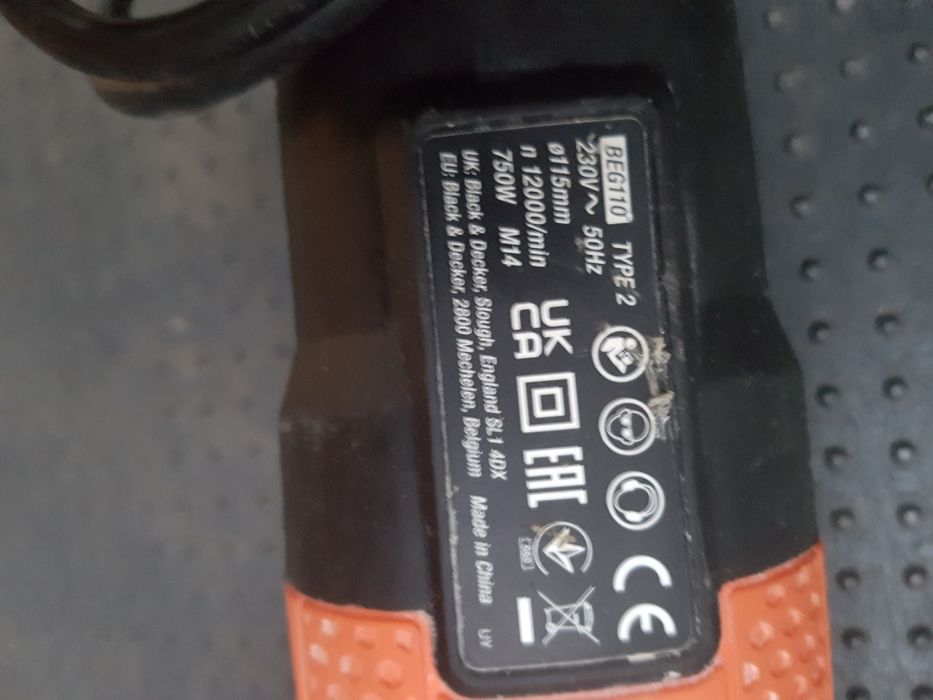 BEG110 TYPE 2
230V~ 50Hz
ø115mm
n 12000/min
750W M14
UK: Black & Decker, Slough, England SL1 4DX
EU: Black & Decker, 2800 Mechelen, Belgium Made in China UY
UK
CA
EAC
CE